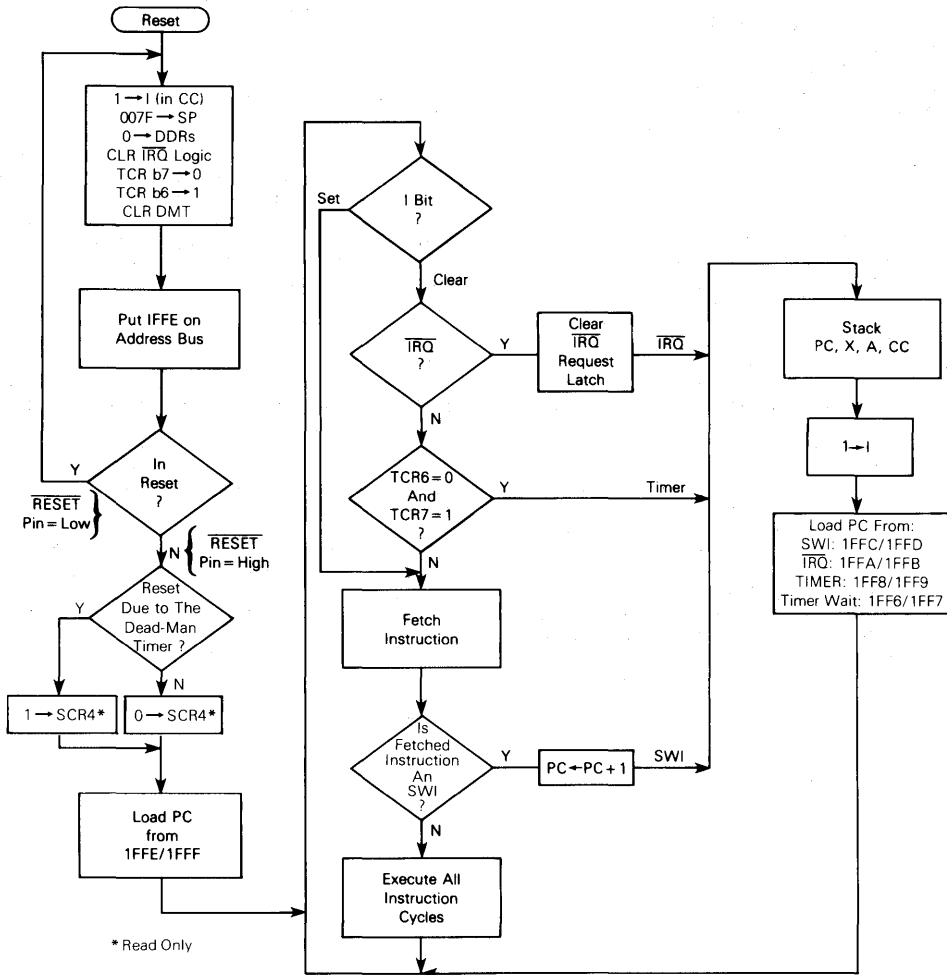 Reset
1→I (in CC)
007F→SP
0→DDRs
CLR IRQ Logic
TCR b7→0
TCR b6→1
CLR DMT
Put IFFE on
Address Bus
In
Reset
?
Y
RESET
Pin=Low
N
RESET
Pin=High
Reset
Due to The
Dead-Man
Timer ?
Y
N
1→SCR4*
0→SCR4*
Load PC
from
1FFE/1FFF
* Read Only
I Bit
?
Set
Clear
IRQ
?
Y
Clear
IRQ
Request
Latch
IRQ
N
TCR6=0
And
TCR7=1
?
Y
Timer
N
Fetch
Instruction
Is
Fetched
Instruction
An
SWI
?
Y
PC←PC+1
SWI
N
Execute All
Instruction
Cycles
Stack
PC, X, A, CC
1→I
Load PC From:
SWI: 1FFC/1FFD
IRQ: 1FFA/1FFB
TIMER: 1FF8/1FF9
Timer Wait: 1FF6/1FF7